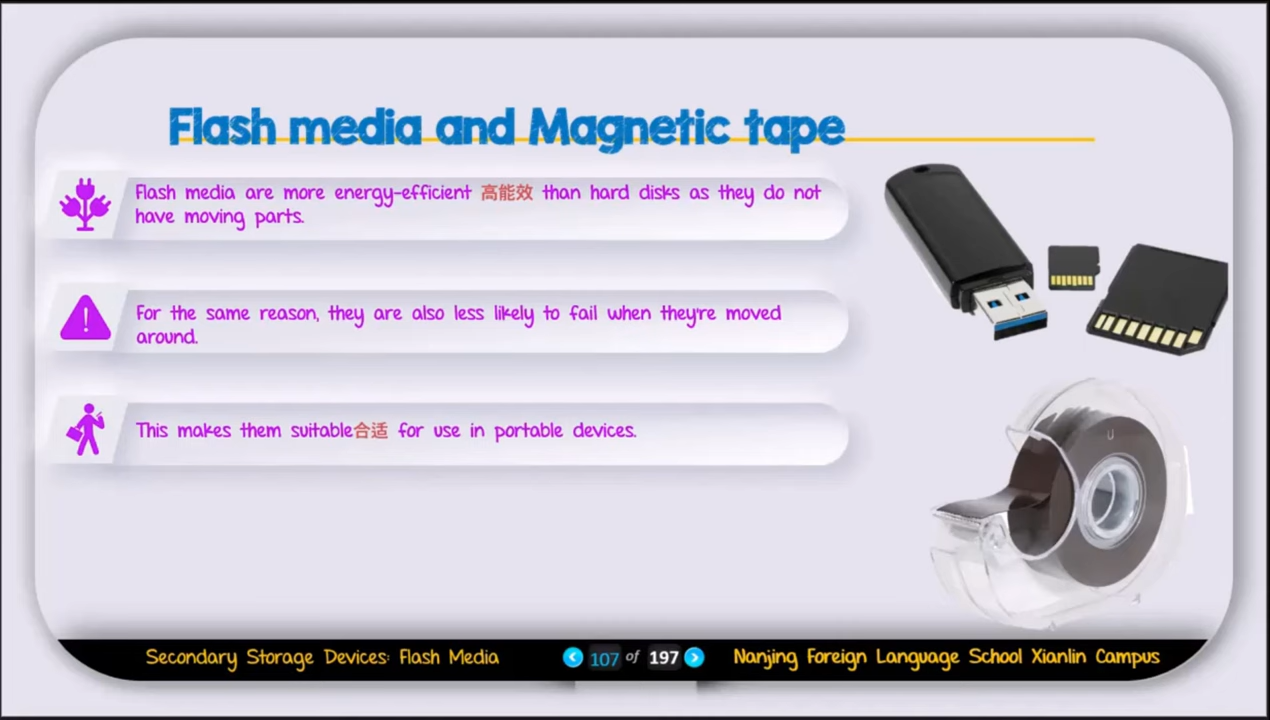 Flash media and Magnetic tape
Flash media are more energy-efficient 高能效 than hard disks as they do not
have moving parts.
For the same reason, they are also less likely to fail when they're moved
around.
This makes them suitable合适 for use in portable devices.
Secondary Storage Devices: Flash Media
107 of 197
Nanjing Foreign Language School Xianlin Campus